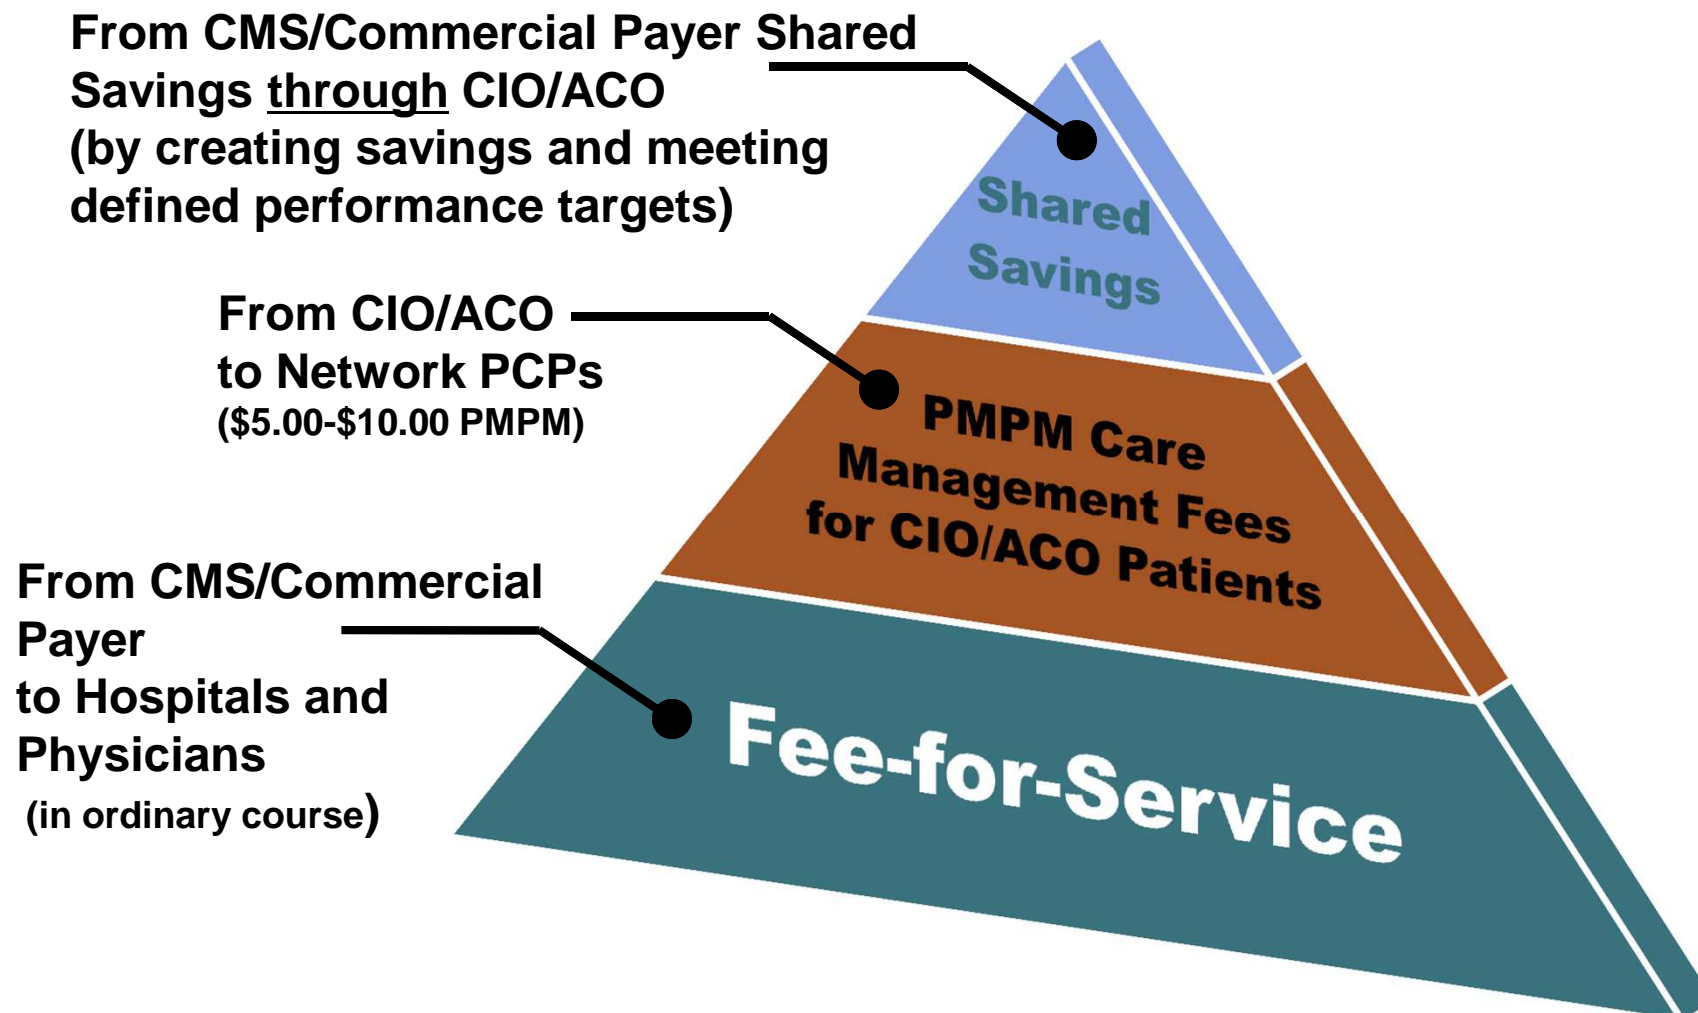 From CMS/Commercial Payer Shared
Savings through CIO/ACO
(by creating savings and meeting
defined performance targets)
Shared
Savings
From CIO/ACO
to Network PCPs
($5.00-$10.00 PMPM)
PMPM Care
Management Fees
for CIO/ACO Patients
From CMS/Commercial
Payer
to Hospitals and
Physicians
(in ordinary course)
Fee-for-Service